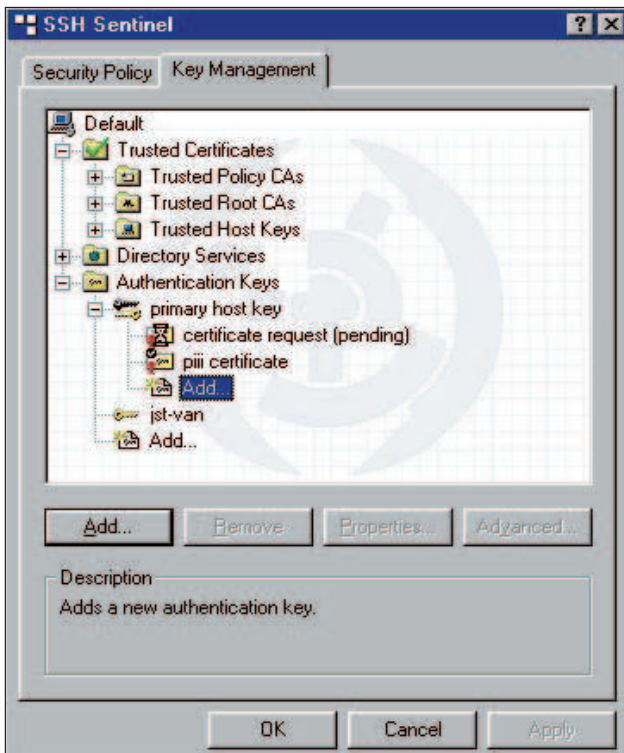 SSH Sentinel
Security Policy
Key Management
Default
Trusted Certificates
Trusted Policy CAs
Trusted Root CAs
Trusted Host Keys
Directory Services
Authentication Keys
primary host key
certificate request (pending)
piii certificate
Add...
jst-van
Add...
Add... Remove Properties... Advanced...
Description
Adds a new authentication key.
OK Cancel Apply